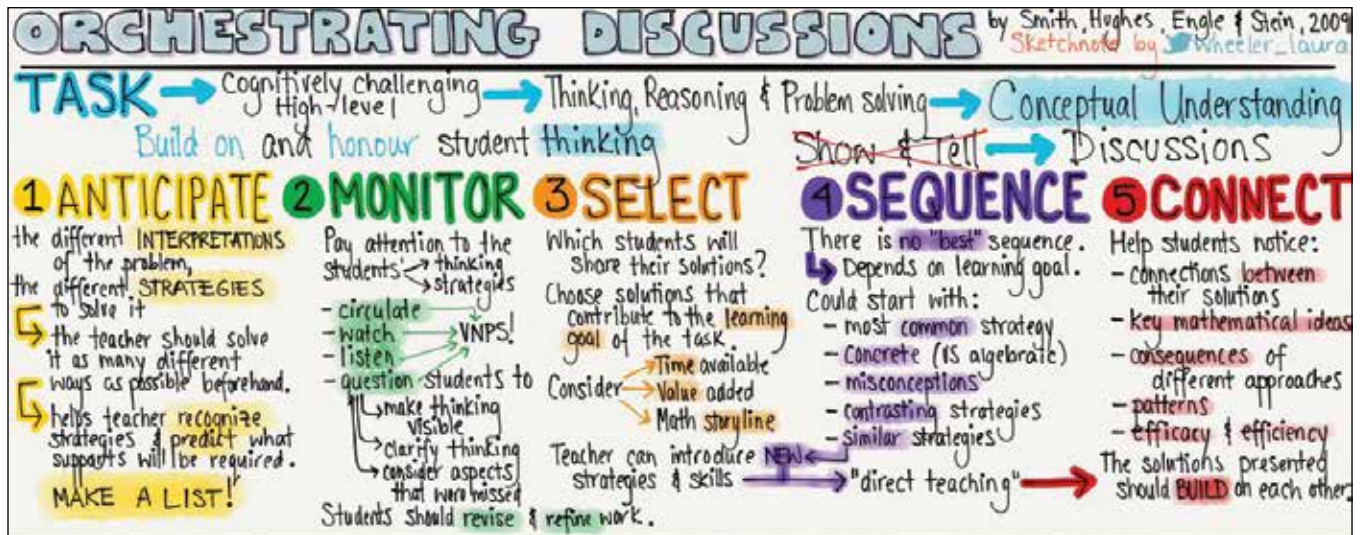 ORCHESTRATING DISCUSSIONS
by Smith, Hughes, Engle & Stein, 2009
Sketchnote by wheeler_laura
TASK → Cognitively challenging
High-level → Thinking, Reasoning & Problem solving → Conceptual Understanding
Build on and honour student thinking
Show & Tell → Discussions
1 ANTICIPATE
the different INTERPRETATIONS
of the problem,
the different STRATEGIES
to solve it
the teacher should solve
it as many different
ways as possible beforehand.
helps teacher recognize
strategies & predict what
supports will be required.
MAKE A LIST!
2 MONITOR
Pay attention to the
students' → thinking
→ strategies
- circulate
- watch → VNPS!
- listen
- question students to
make thinking
visible
clarify thinking
consider aspects
that were missed
Students should revise & refine work.
3 SELECT
Which students will
share their solutions?
Choose solutions that
contribute to the learning
goal of the task
Consider → Time available
→ Value added
→ Math storyline
Teacher can introduce NEW
strategies & skills → "direct teaching" →
4 SEQUENCE
There is no "best" sequence.
Depends on learning goal.
Could start with:
- most common strategy
- concrete (VS algebraic)
- misconceptions
- contrasting strategies
- similar strategies
5 CONNECT
Help students notice:
- connections between
their solutions
- Key mathematical ideas
- consequences of
different approaches
- patterns
- efficacy & efficiency
The solutions presented
should BUILD on each other.